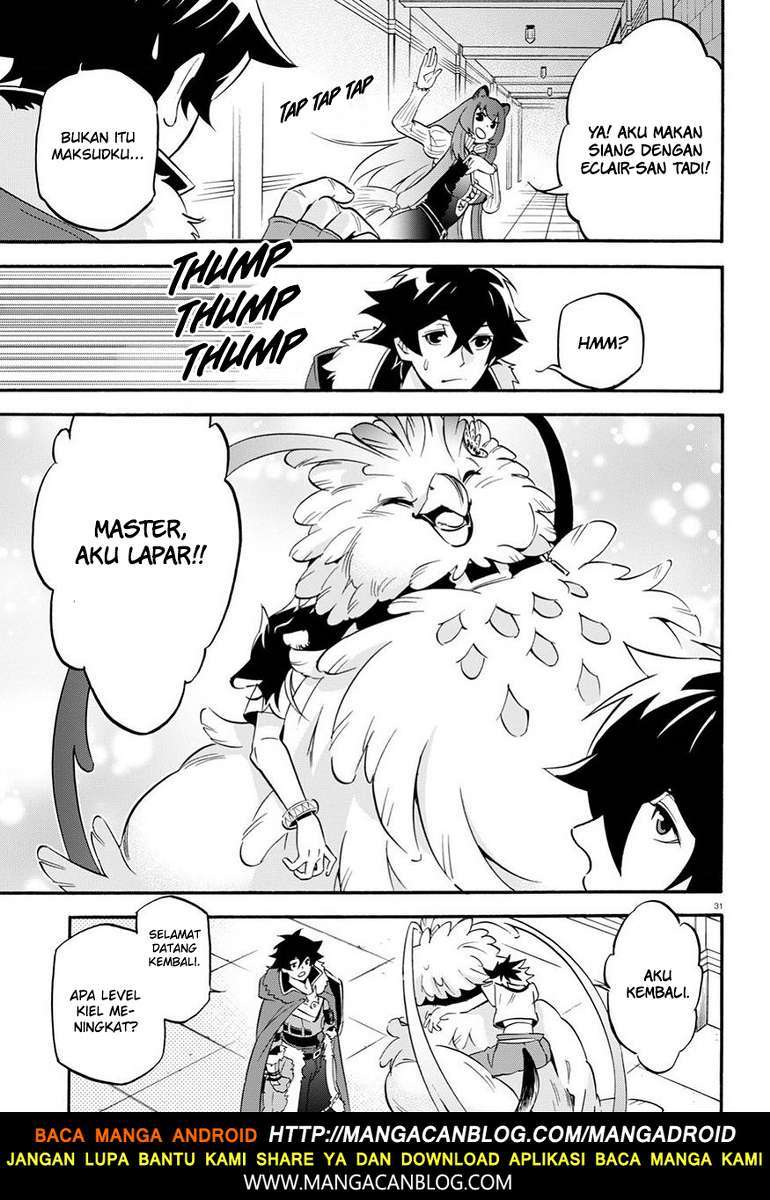 YA! AKU MAKAN
SIANG DENGAN
ECLAIR-SAN TADI!
TAP TAP TAP
BUKAN ITU
MAKSUDKU...
HMM?
THUMP
THUMP
THUMP
MASTER,
AKU LAPAR!!
31
AKU
KEMBALI.
SELAMAT
DATANG
KEMBALI.
APA LEVEL
KIEL ME-
NINGKAT?
BACA MANGA ANDROID HTTP://MANGACANBLOG.COM/MANGADROID
JANGAN LUPA BANTU KAMI SHARE YA DAN DOWNLOAD APLIKASI BACA MANGA KAMI
WWW.MANGACANBLOG.COM